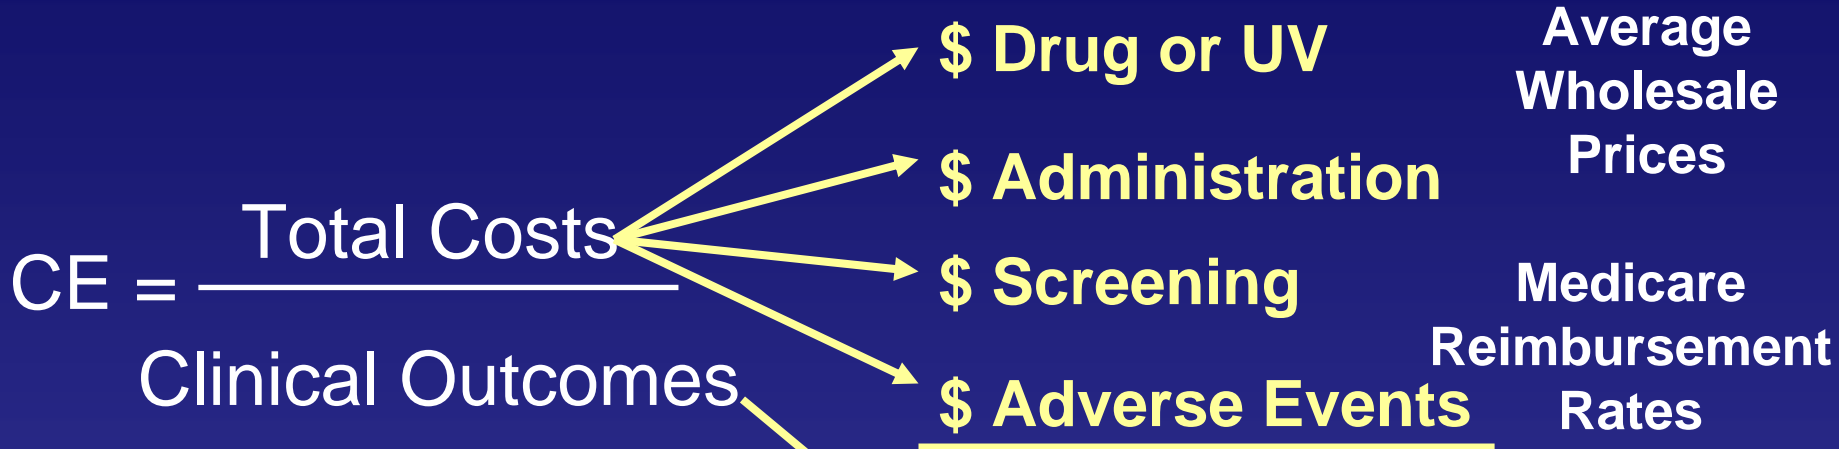 CE =
Total Costs
Clinical Outcomes
$ Drug or UV
$ Administration
$ Screening
$ Adverse Events
Average
Wholesale
Prices
Medicare
Reimbursement
Rates